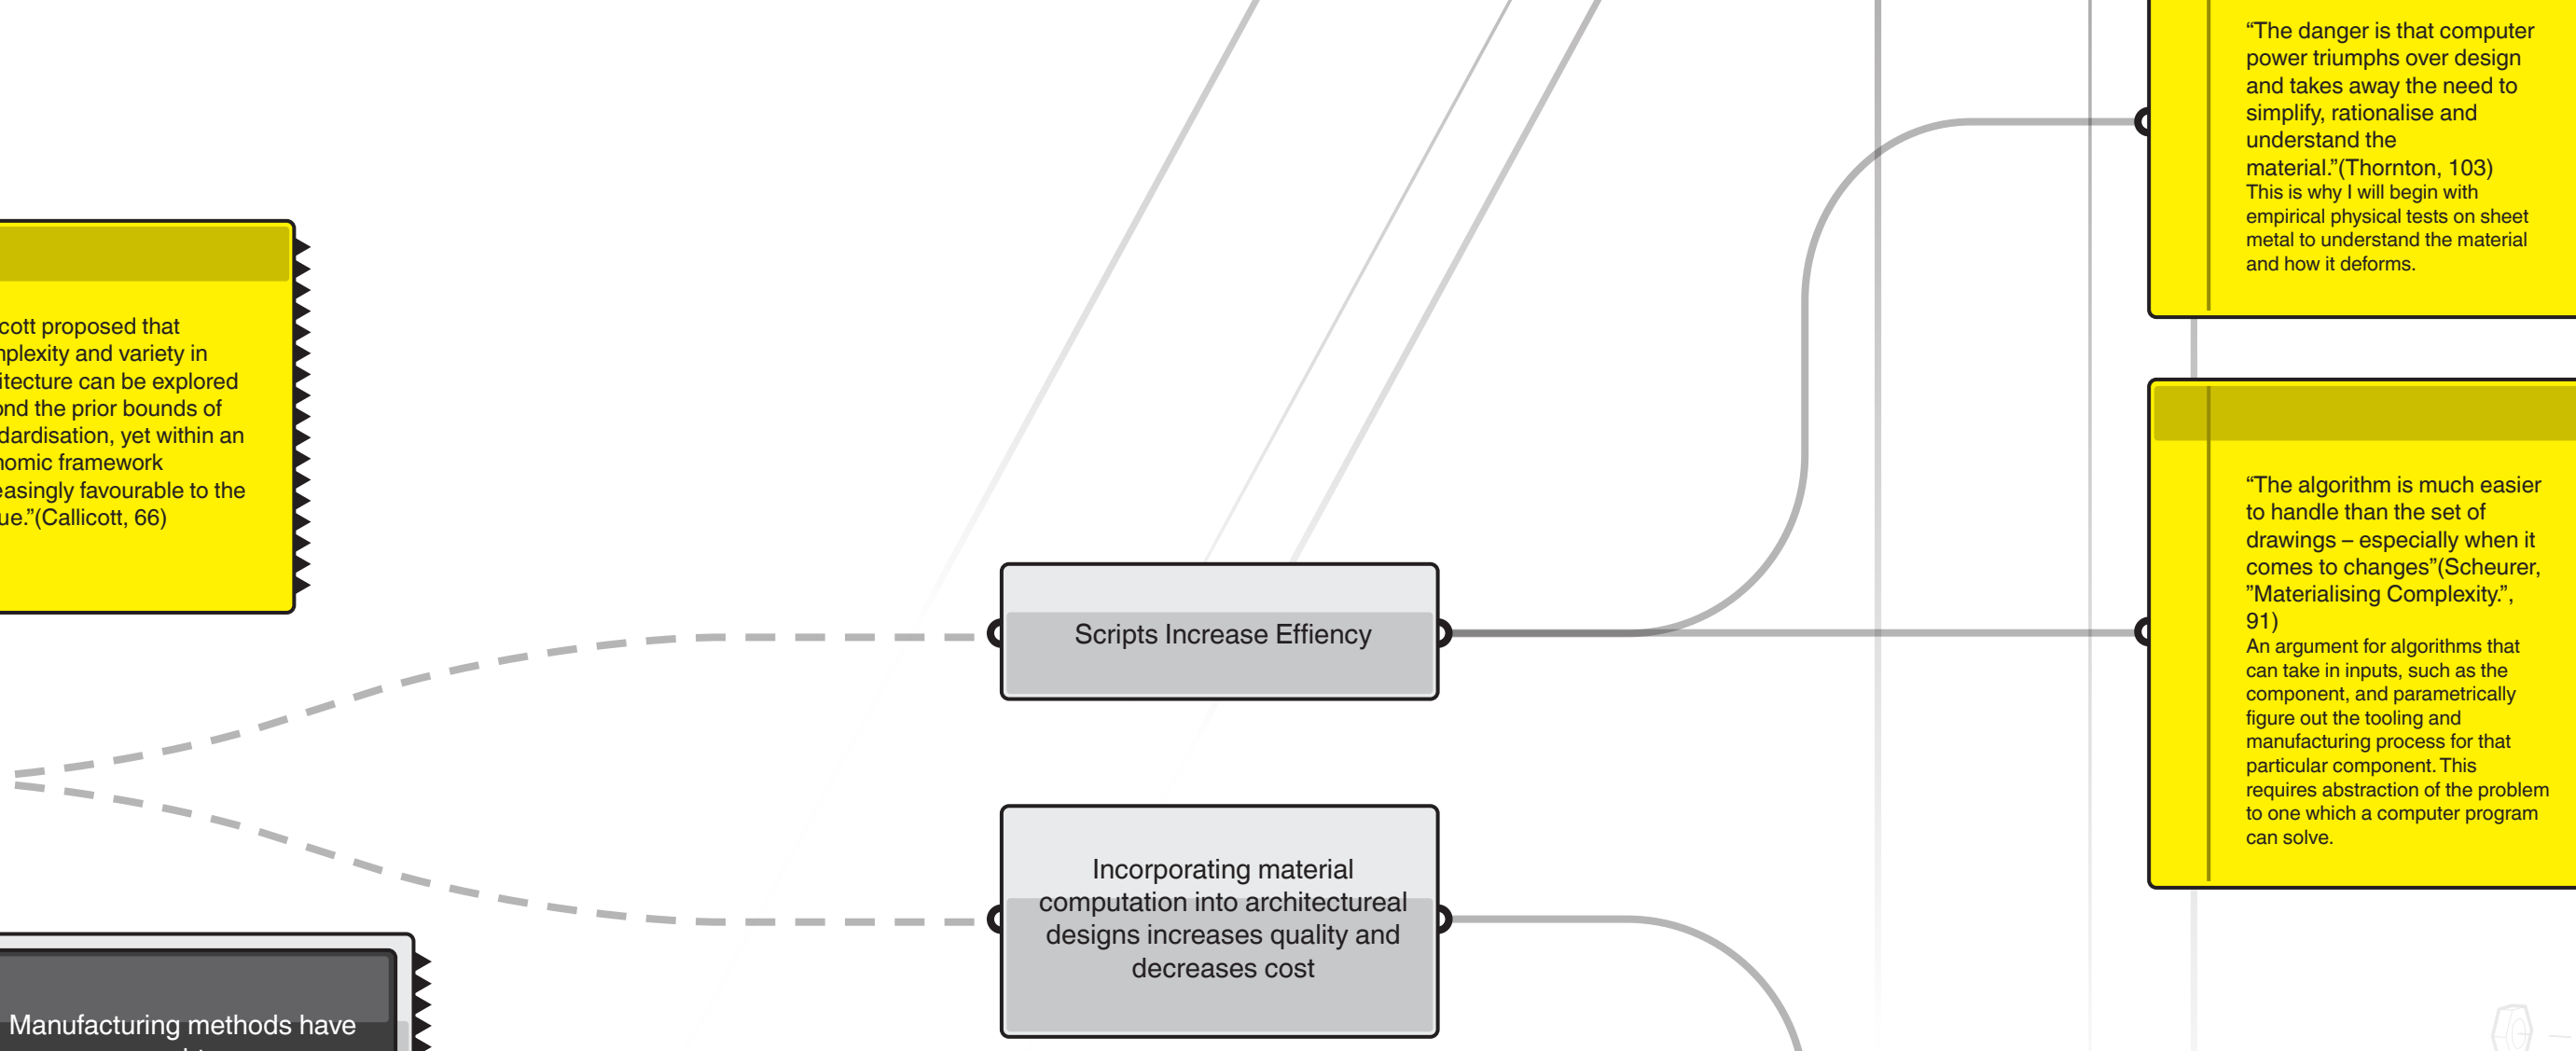 “The danger is that computer
power triumphs over design
and takes away the need to
simplify, rationalise and
understand the
material.”(Thornton, 103)
This is why I will begin with
empirical physical tests on sheet
metal to understand the material
and how it deforms.
cott proposed that
plexity and variety in
itecture can be explored
ond the prior bounds of
dardisation, yet within an
nomic framework
easingly favourable to the
ue.”(Callicott, 66)
“The algorithm is much easier
to handle than the set of
drawings – especially when it
comes to changes”(Scheurer,
”Materialising Complexity.”,
91)
An argument for algorithms that
can take in inputs, such as the
component, and parametrically
figure out the tooling and
manufacturing process for that
particular component. This
requires abstraction of the problem
to one which a computer program
can solve.
Scripts Increase Effiency
Incorporating material
computation into architectureal
designs increases quality and
decreases cost
Manufacturing methods have